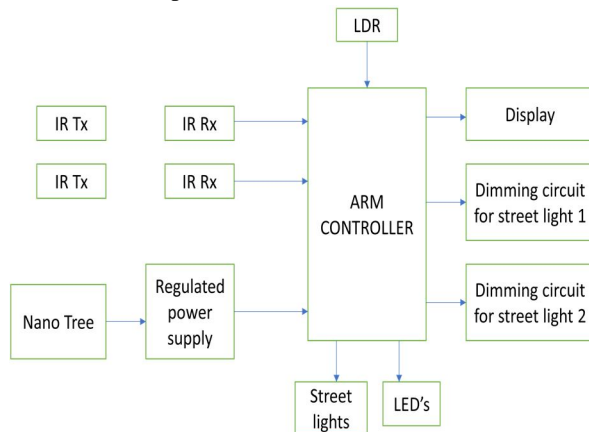 LDR
IR Tx
IR Rx
Display
IR Tx
IR Rx
ARM
CONTROLLER
Dimming circuit
for street light 1
Nano Tree
Regulated
power
supply
Dimming circuit
for street light 2
Street
lights
LED's